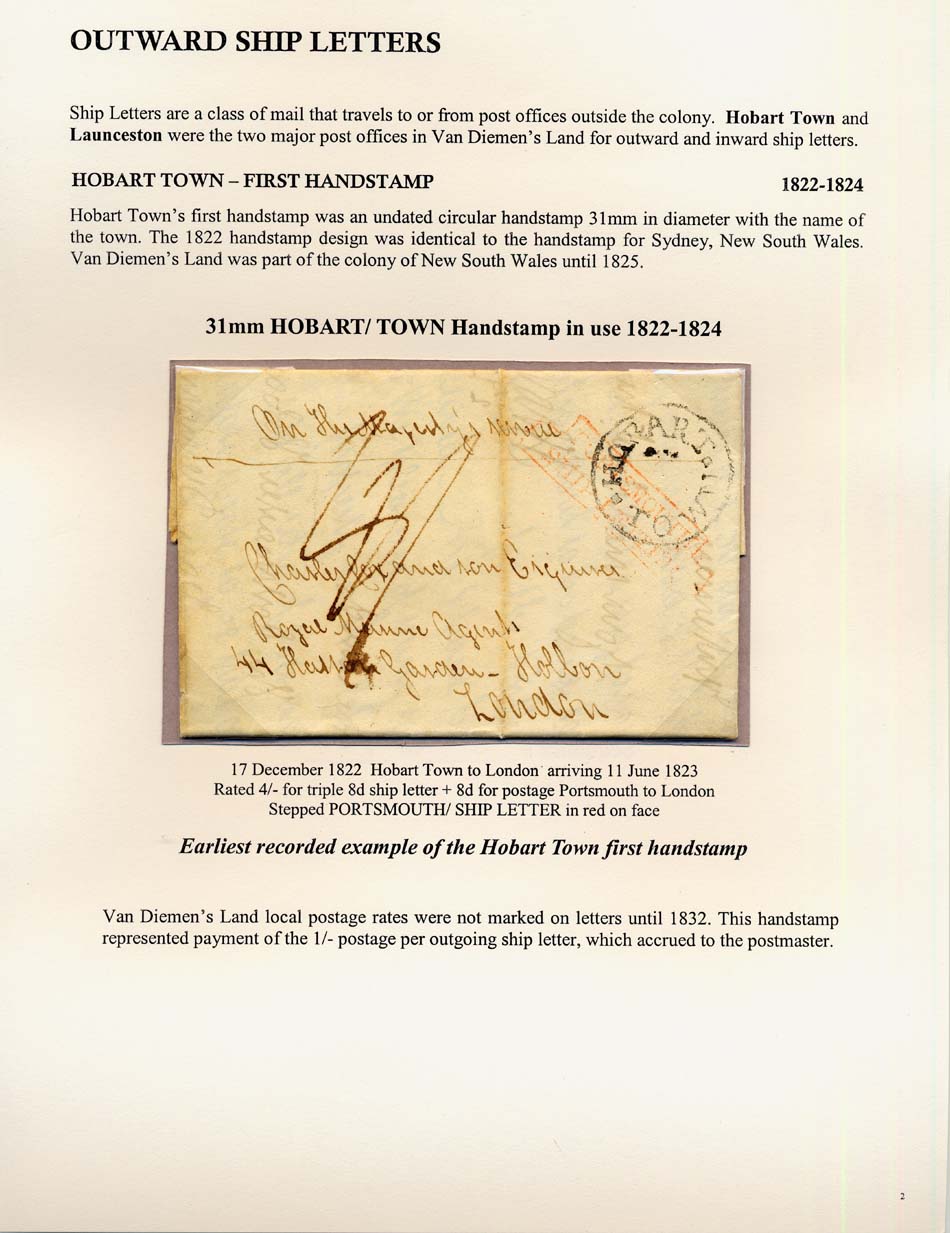 OUTWARD SHIP LETTERS
Ship Letters are a class of mail that travels to or from post offices outside the colony. Hobart Town and
Launceston were the two major post offices in Van Diemen's Land for outward and inward ship letters.
HOBART TOWN – FIRST HANDSTAMP 1822-1824
Hobart Town's first handstamp was an undated circular handstamp 31mm in diameter with the name of
the town. The 1822 handstamp design was identical to the handstamp for Sydney, New South Wales.
Van Diemen's Land was part of the colony of New South Wales until 1825.
31mm HOBART/ TOWN Handstamp in use 1822-1824
On His Majesty's service
HOBART
TOWN
PORTSMOUTH
SHIP LETTER
Charles Cox and son Esquires
Royal Marine Agents
44 Hatton Garden - Holbon
London
17 December 1822 Hobart Town to London arriving 11 June 1823
Rated 4/- for triple 8d ship letter + 8d for postage Portsmouth to London
Stepped PORTSMOUTH/ SHIP LETTER in red on face
Earliest recorded example of the Hobart Town first handstamp
Van Diemen's Land local postage rates were not marked on letters until 1832. This handstamp
represented payment of the 1/- postage per outgoing ship letter, which accrued to the postmaster.
2